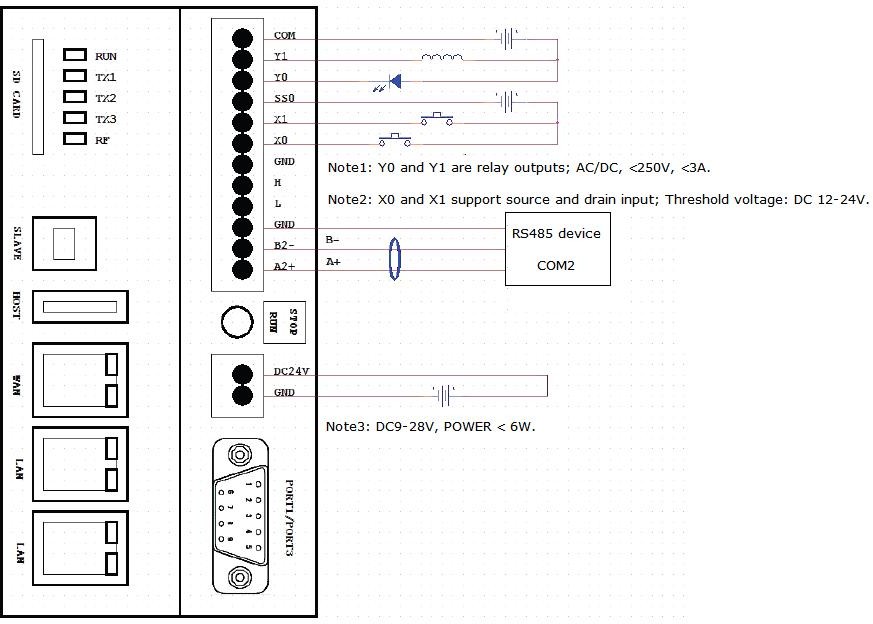 SD CARD
RUN
TX1
TX2
TX3
RF
SLAVE
HOST
WAN
LAN
LAN
COM
Y1
Y0
SS0
X1
X0
GND
H
L
GND
B2-
A2+
Note1: Y0 and Y1 are relay outputs; AC/DC, <250V, <3A.
Note2: X0 and X1 support source and drain input; Threshold voltage: DC 12-24V.
B-
A+
RS485 device
COM2
STOP
RUN
DC24V
GND
Note3: DC9-28V, POWER < 6W.
PORT1/PORT3
1
2
3
4
5
6
7
8
9